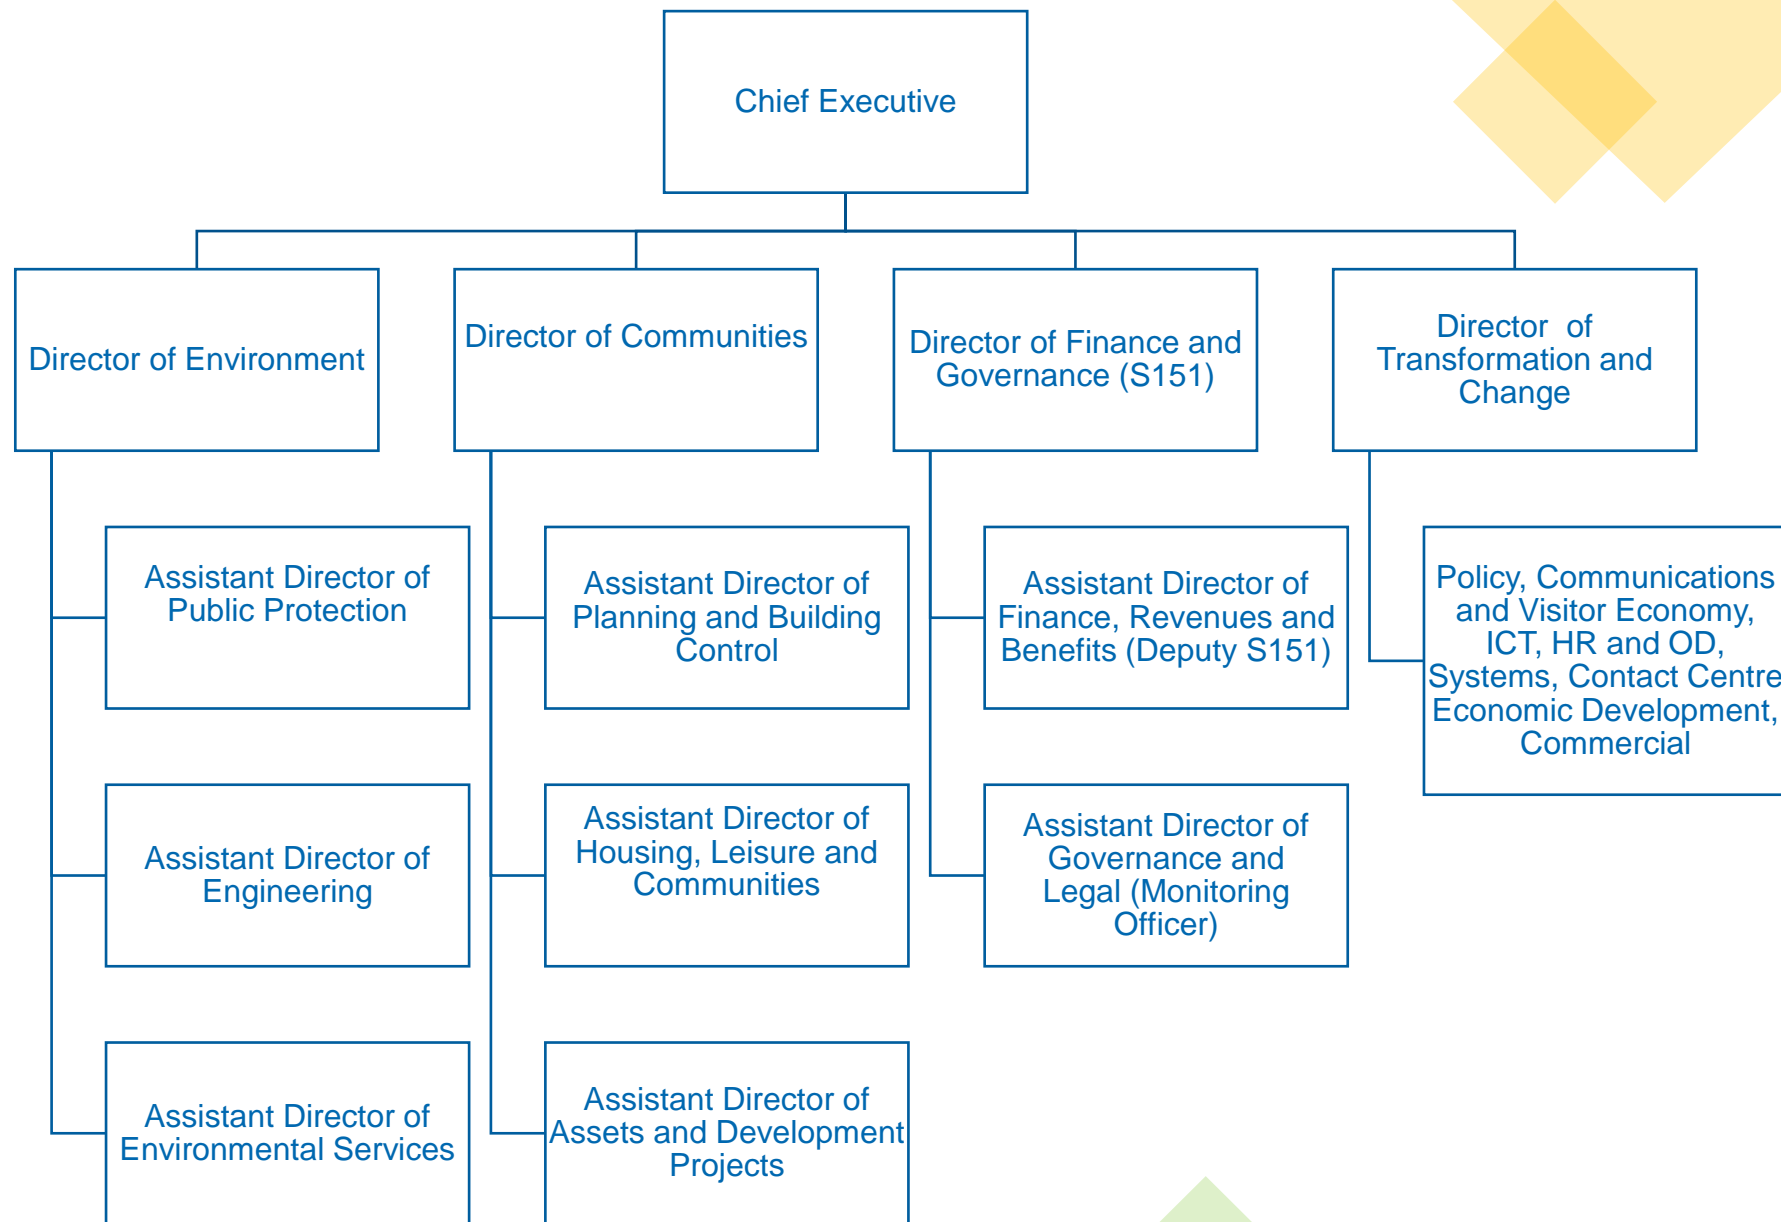 Chief Executive
Director of Environment
Director of Communities
Director of Finance and
Governance (S151)
Director of
Transformation and
Change
Assistant Director of
Public Protection
Assistant Director of
Planning and Building
Control
Assistant Director of
Finance, Revenues and
Benefits (Deputy S151)
Policy, Communications
and Visitor Economy,
ICT, HR and OD,
Systems, Contact Centre
Economic Development,
Commercial
Assistant Director of
Engineering
Assistant Director of
Housing, Leisure and
Communities
Assistant Director of
Governance and
Legal (Monitoring
Officer)
Assistant Director of
Environmental Services
Assistant Director of
Assets and Development
Projects